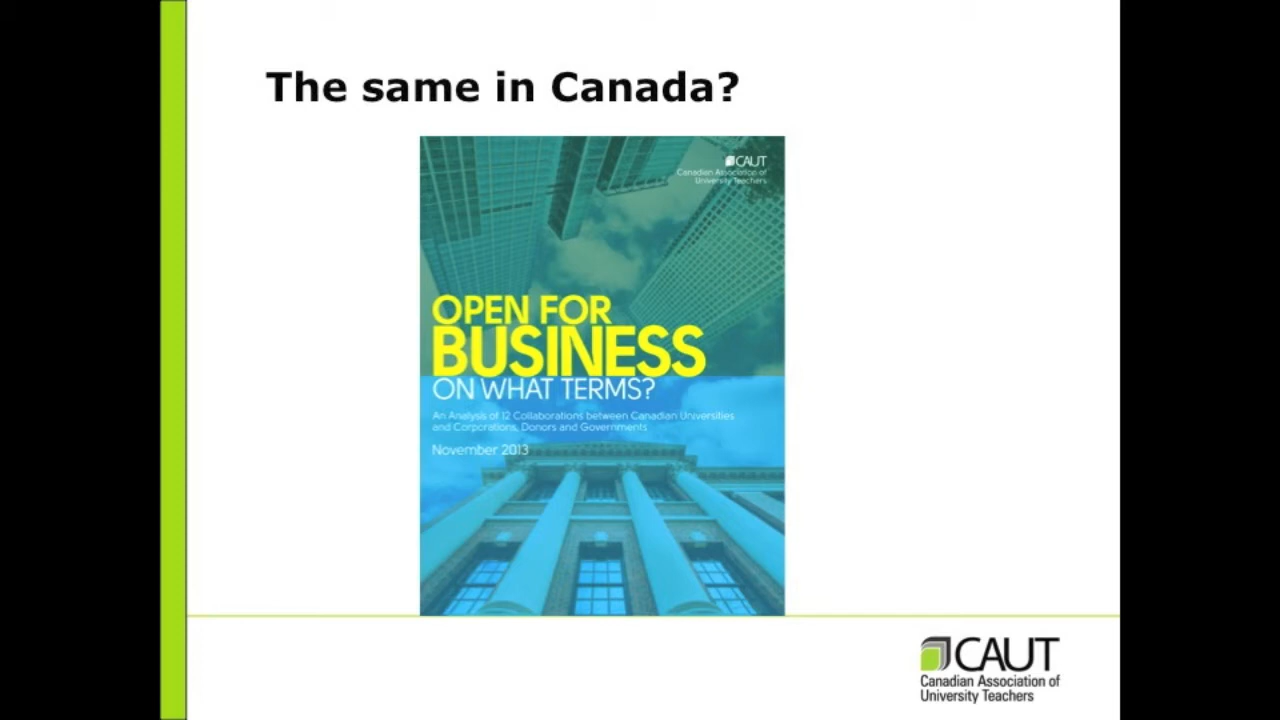 The same in Canada?
CAUT
Canadian Association of
University Teachers
OPEN FOR
BUSINESS
ON WHAT TERMS?
An Analysis of 12 Collaborations between Canadian Universities
and Corporations, Donors and Governments
November 2013
CAUT
Canadian Association of
University Teachers